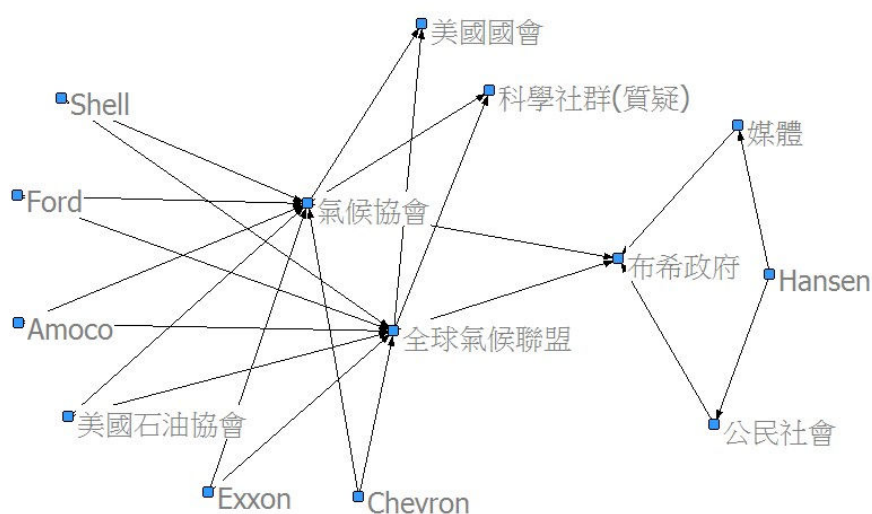 美國國會
科學社群(質疑)
Shell
媒體
Ford
氣候協會
布希政府
Hansen
Amoco
全球氣候聯盟
美國石油協會
公民社會
Exxon
Chevron